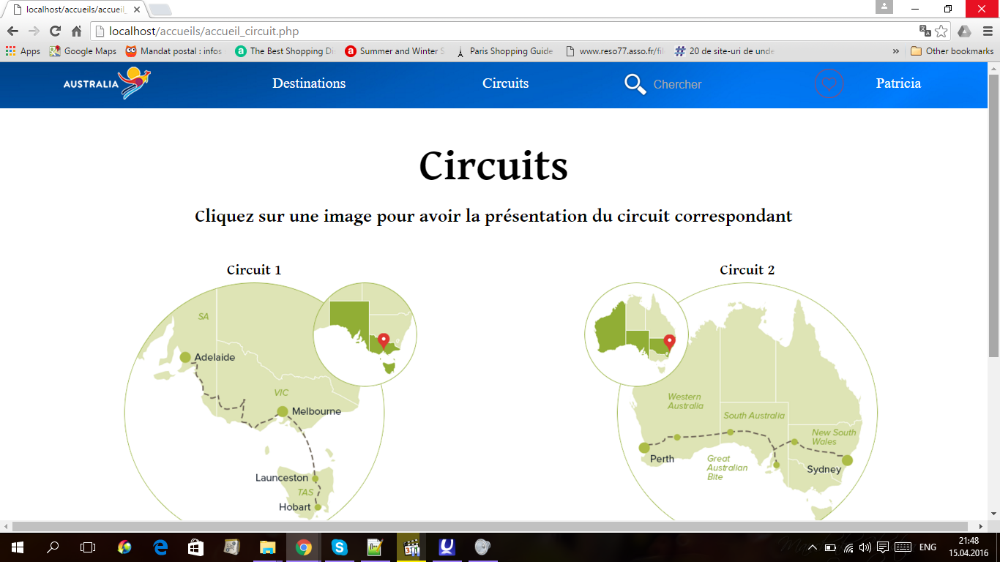 localhost/accueils/accueil_
localhost/accueils/accueil_circuit.php
Apps Google Maps Mandat postal : infos The Best Shopping Di Summer and Winter S Paris Shopping Guide www.reso77.asso.fr/fil 20 de site-uri de unde » Other bookmarks
AUSTRALIA Destinations Circuits Chercher Patricia
Circuits
Cliquez sur une image pour avoir la présentation du circuit correspondant
Circuit 1
SA
Adelaide
VIC
Melbourne
Launceston
TAS
Hobart
Circuit 2
Western
Australia
South Australia
New South
Wales
Perth
Great
Australian
Bite
Sydney
ENG
21:48
15.04.2016